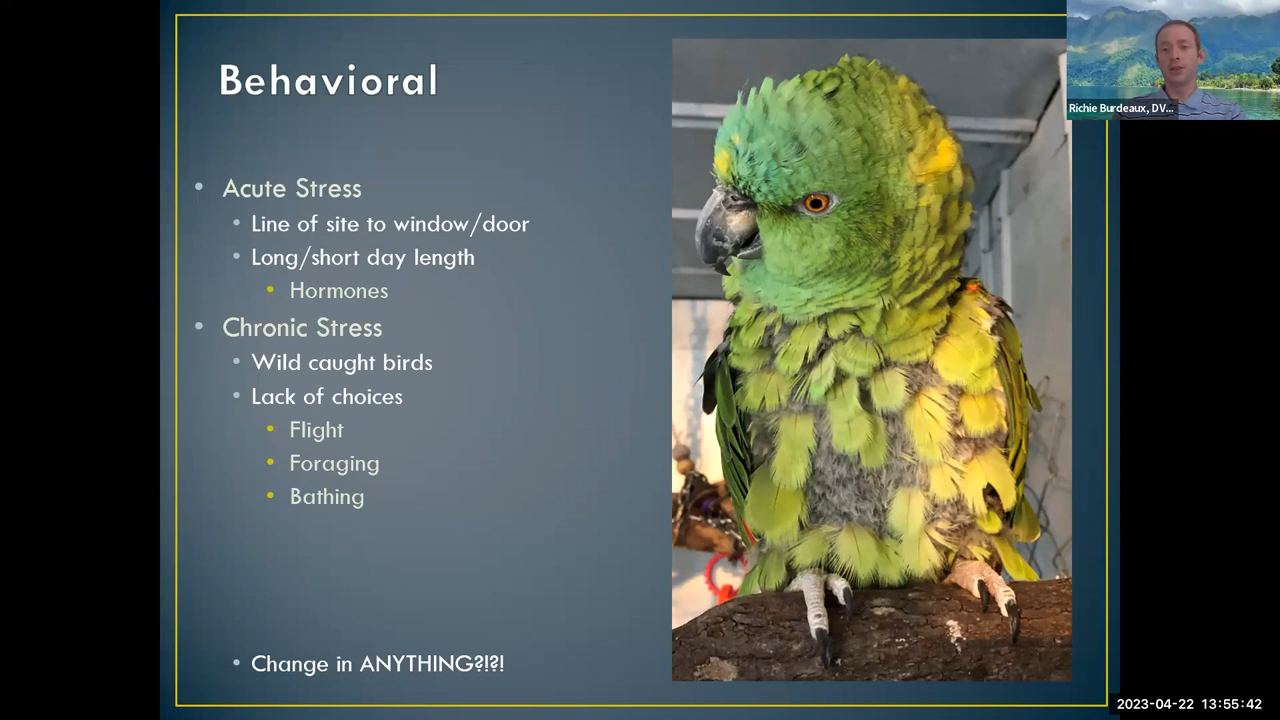 Behavioral
Acute Stress
Line of site to window/door
Long/short day length
Hormones
Chronic Stress
Wild caught birds
Lack of choices
Flight
Foraging
Bathing
Change in ANYTHING?!?!
Richie Burdeaux, DV...
2023-04-22 13:55:42